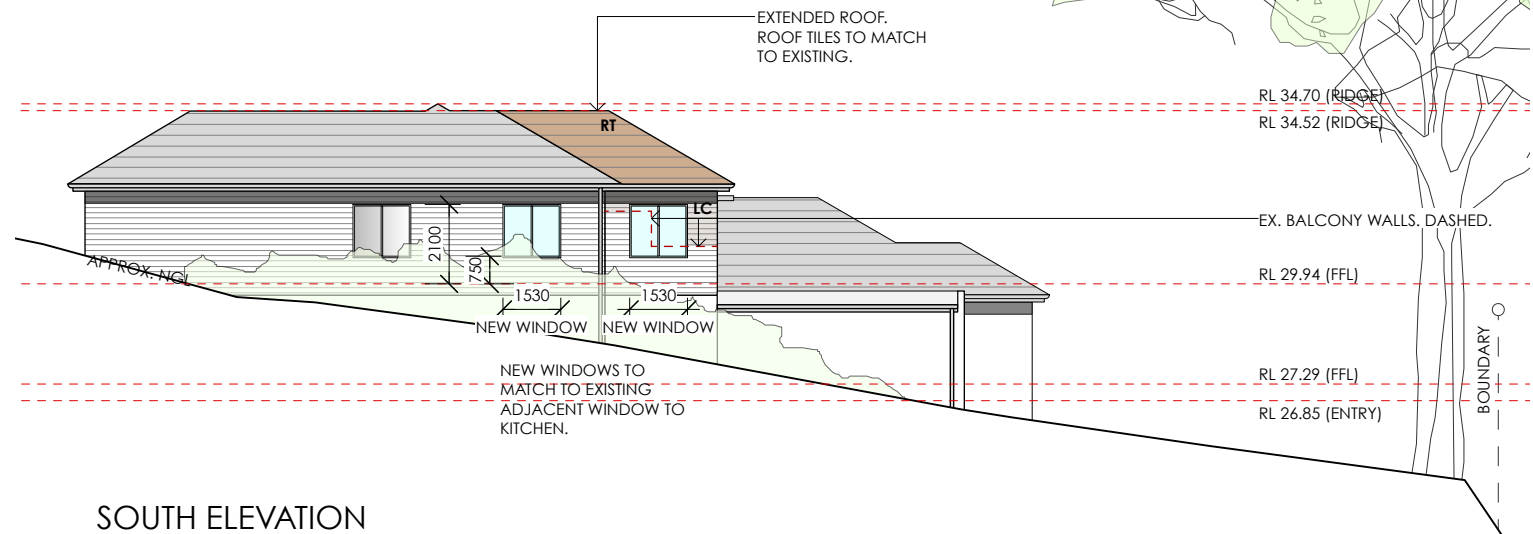 EXTENDED ROOF.
ROOF TILES TO MATCH
TO EXISTING.
RL 34.70 (RIDGE)
RL 34.52 (RIDGE)
RT
LC
EX. BALCONY WALLS. DASHED.
2100
750
APPROX. NGL
RL 29.94 (FFL)
1530
1530
NEW WINDOW
NEW WINDOW
NEW WINDOWS TO
MATCH TO EXISTING
ADJACENT WINDOW TO
KITCHEN.
RL 27.29 (FFL)
RL 26.85 (ENTRY)
BOUNDARY
SOUTH ELEVATION